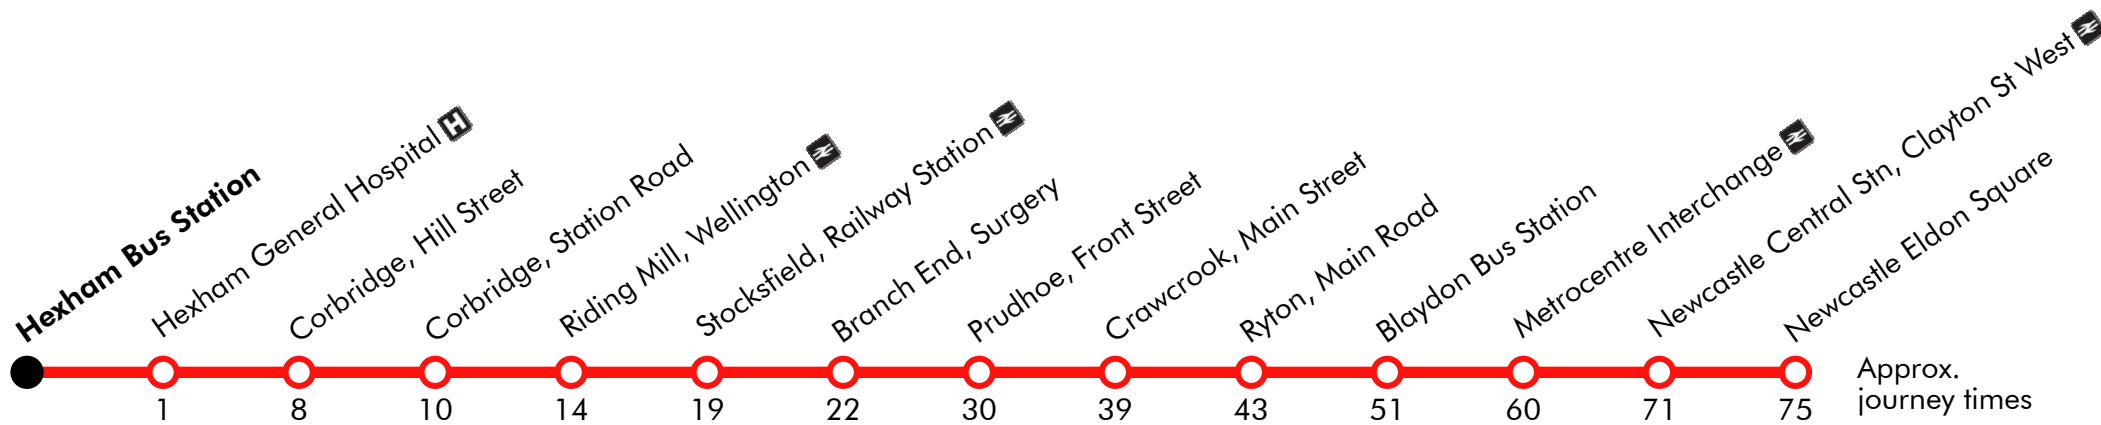 Hexham Bus Station
Hexham General Hospital H
Corbridge, Hill Street
Corbridge, Station Road
Riding Mill, Wellington
Stocksfield, Railway Station
Branch End, Surgery
Prudhoe, Front Street
Crawcrook, Main Street
Ryton, Main Road
Blaydon Bus Station
Metrocentre Interchange
Newcastle Central Stn, Clayton St West
Newcastle Eldon Square
1 8 10 14 19 22 30 39 43 51 60 71 75
Approx.
journey times